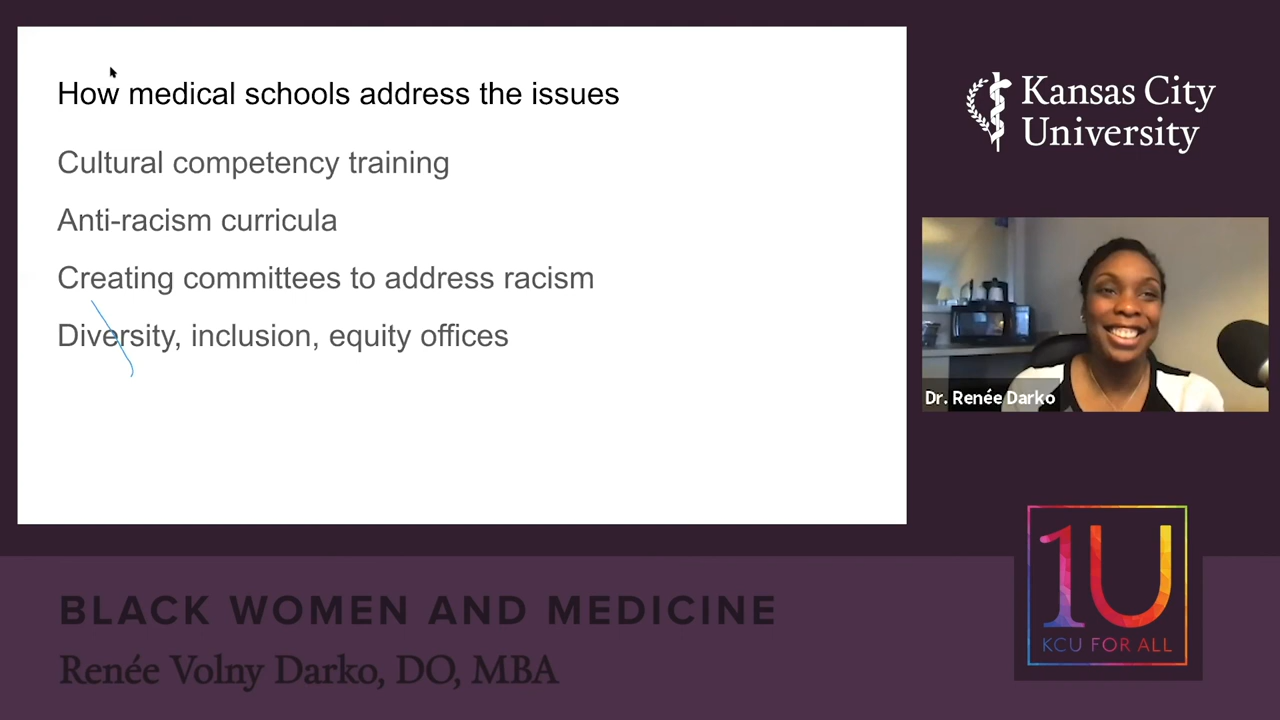 How medical schools address the issues
Cultural competency training
Anti-racism curricula
Creating committees to address racism
Diversity, inclusion, equity offices
Kansas City
University
Dr. Renée Darko
1U
KCU FOR ALL
BLACK WOMEN AND MEDICINE
Renée Volny Darko, DO, MBA